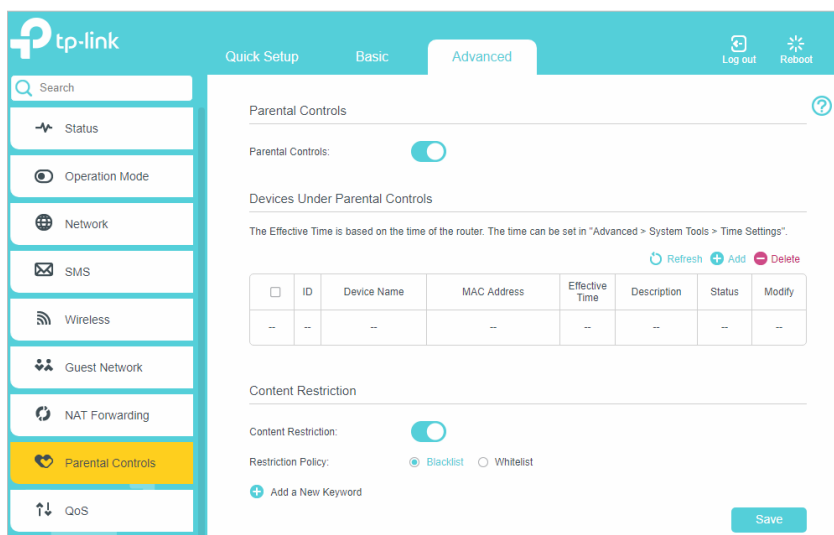 tp-link
Quick Setup
Basic
Advanced
Log out
Reboot
Search
Status
Operation Mode
Network
SMS
Wireless
Guest Network
NAT Forwarding
Parental Controls
QoS
Parental Controls
Parental Controls:
Devices Under Parental Controls
The Effective Time is based on the time of the router. The time can be set in "Advanced > System Tools > Time Settings".
Refresh Add Delete
ID Device Name MAC Address Effective Time Description Status Modify
-- -- -- -- -- -- -- --
Content Restriction
Content Restriction:
Restriction Policy: Blacklist Whitelist
Add a New Keyword
Save